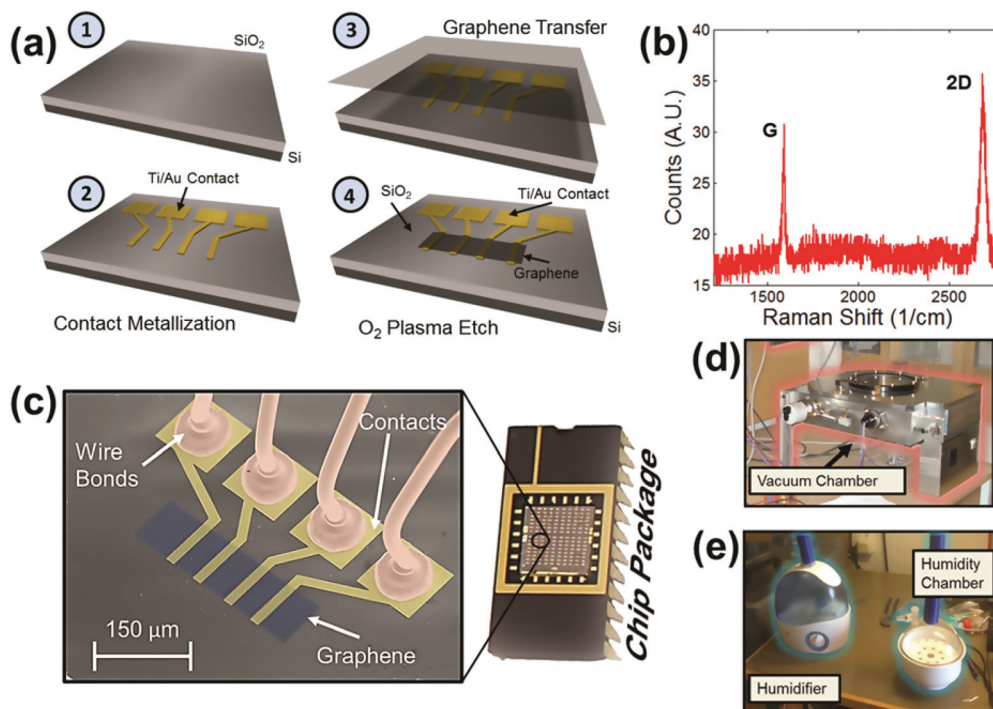 (a)
1
SiO₂
Si
2
Ti/Au Contact
Contact Metallization
3
Graphene Transfer
4
SiO₂
Ti/Au Contact
Graphene
Si
O₂ Plasma Etch
(b)
Counts (A.U.)
40
35
30
25
20
15
G
2D
1500
2000
2500
Raman Shift (1/cm)
(c)
Wire
Bonds
Contacts
150 μm
Graphene
Chip Package
(d)
Vacuum Chamber
(e)
Humidity
Chamber
Humidifier